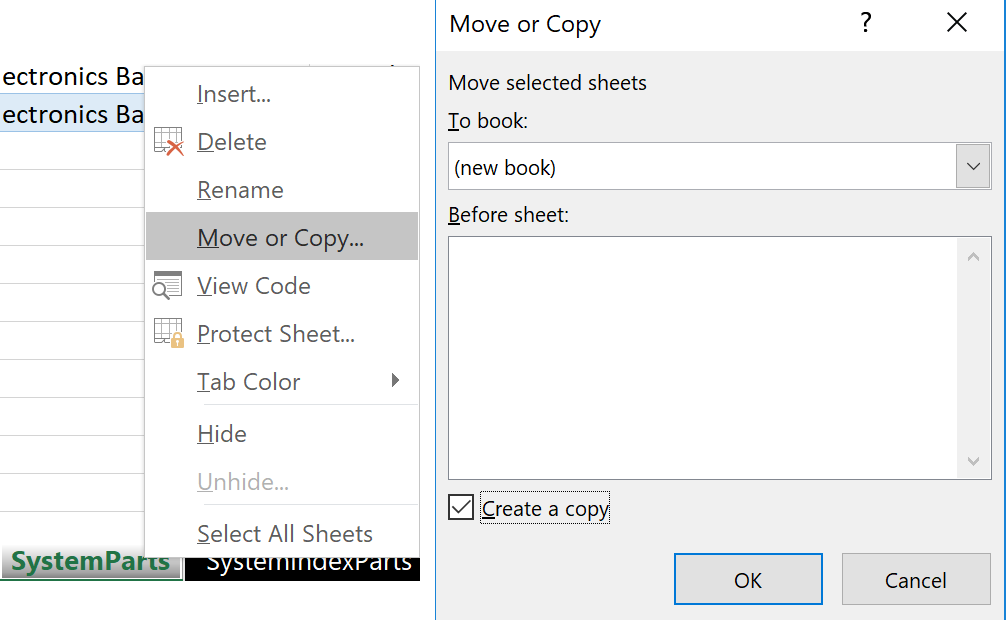 ectronics Ba
ectronics Ba
Insert...
Delete
Rename
Move or Copy...
View Code
Protect Sheet...
Tab Color
Hide
Unhide...
Select All Sheets
SystemParts
SystemIndexParts
Move or Copy
?
Move selected sheets
To book:
(new book)
Before sheet:
Create a copy
OK
Cancel